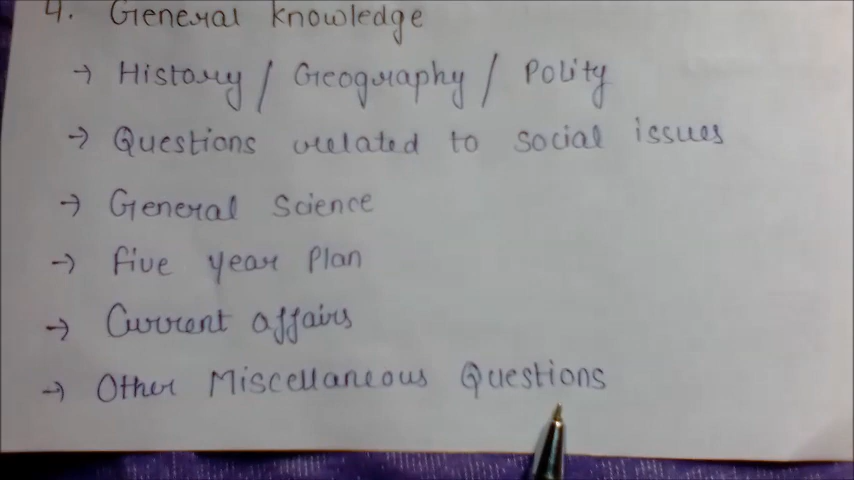 4. General knowledge
→ History / Geography / Polity
→ Questions related to social issues
→ General Science
→ Five year Plan
→ Current affairs
→ Other Miscellaneous Questions